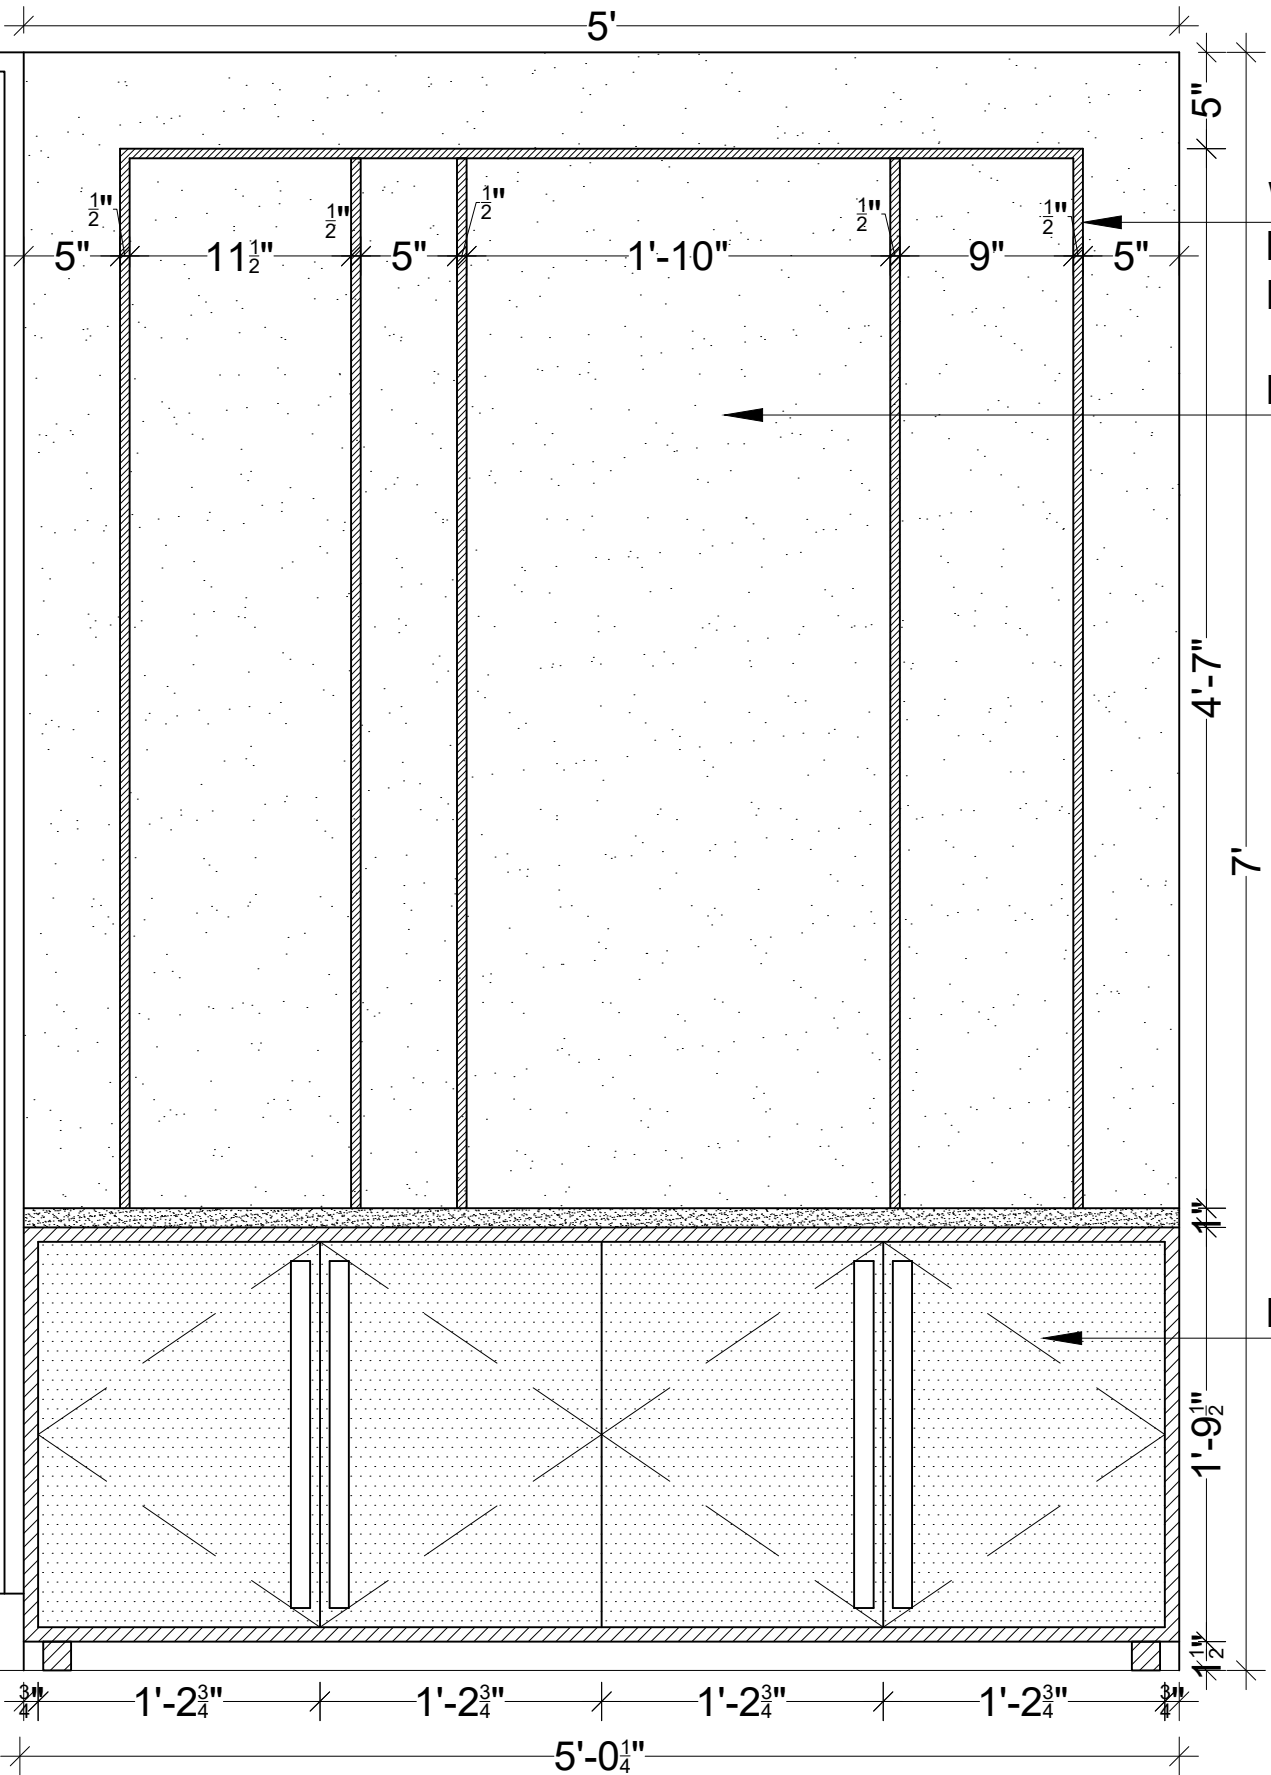 5'
5"
1/2" 1/2" 1/2" 1/2" 1/2"
5" 11 1/2" 5" 1'-10" 9" 5"
4'-7"
7'
1"
1'-9 1/2"
1 1/2"
3/4" 1'-2 3/4" 1'-2 3/4" 1'-2 3/4" 1'-2 3/4" 3/4"
5'-0 1/4"